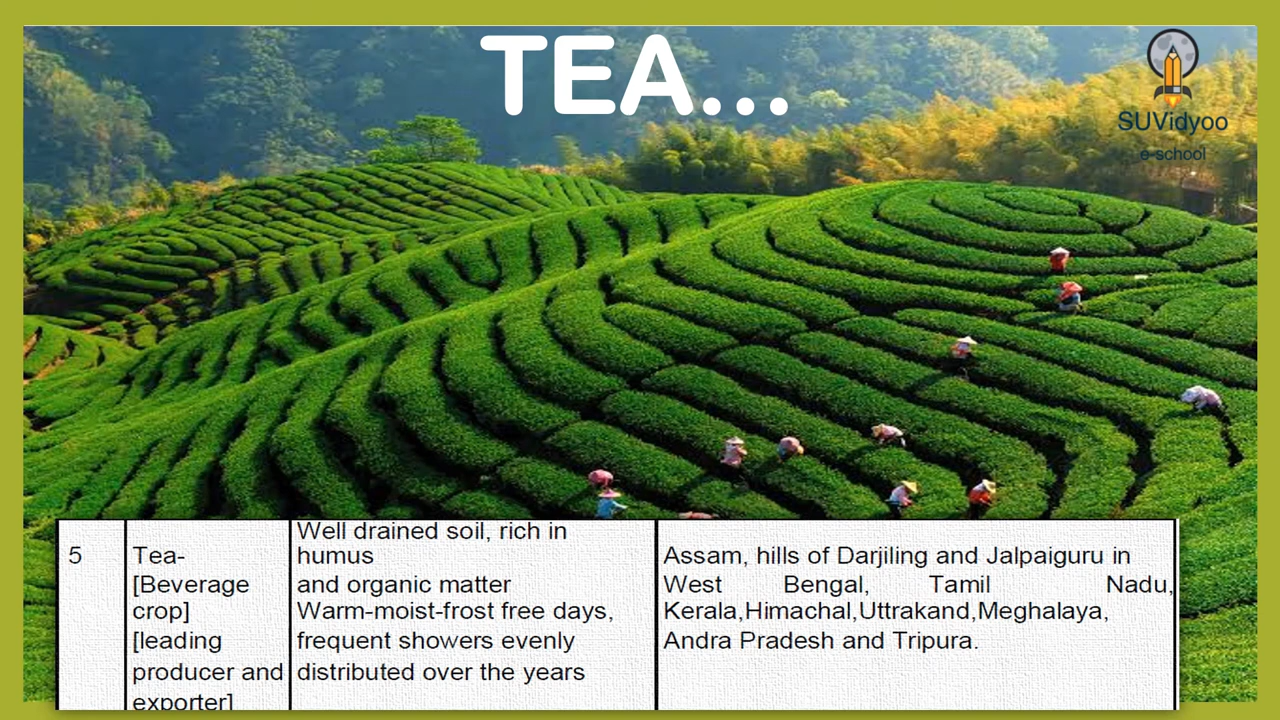 TEA...
SUVidyoo
e-school
5
Tea-
[Beverage
crop]
[leading
producer and
exporter]
Well drained soil, rich in
humus
and organic matter
Warm-moist-frost free days,
frequent showers evenly
distributed over the years
Assam, hills of Darjiling and Jalpaiguru in
West Bengal, Tamil Nadu,
Kerala,Himachal,Uttrakand,Meghalaya,
Andra Pradesh and Tripura.